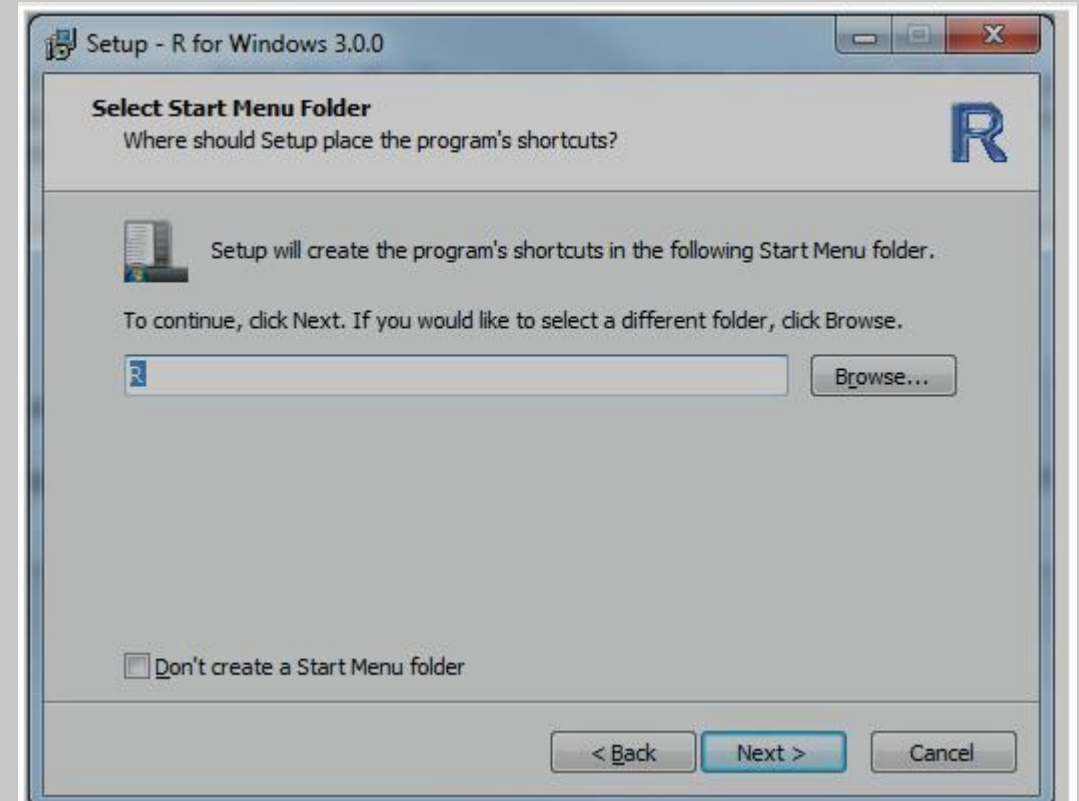 Setup - R for Windows 3.0.0
Select Start Menu Folder
Where should Setup place the program's shortcuts?
R
Setup will create the program's shortcuts in the following Start Menu folder.
To continue, click Next. If you would like to select a different folder, click Browse.
R
Browse...
Don't create a Start Menu folder
< Back
Next >
Cancel